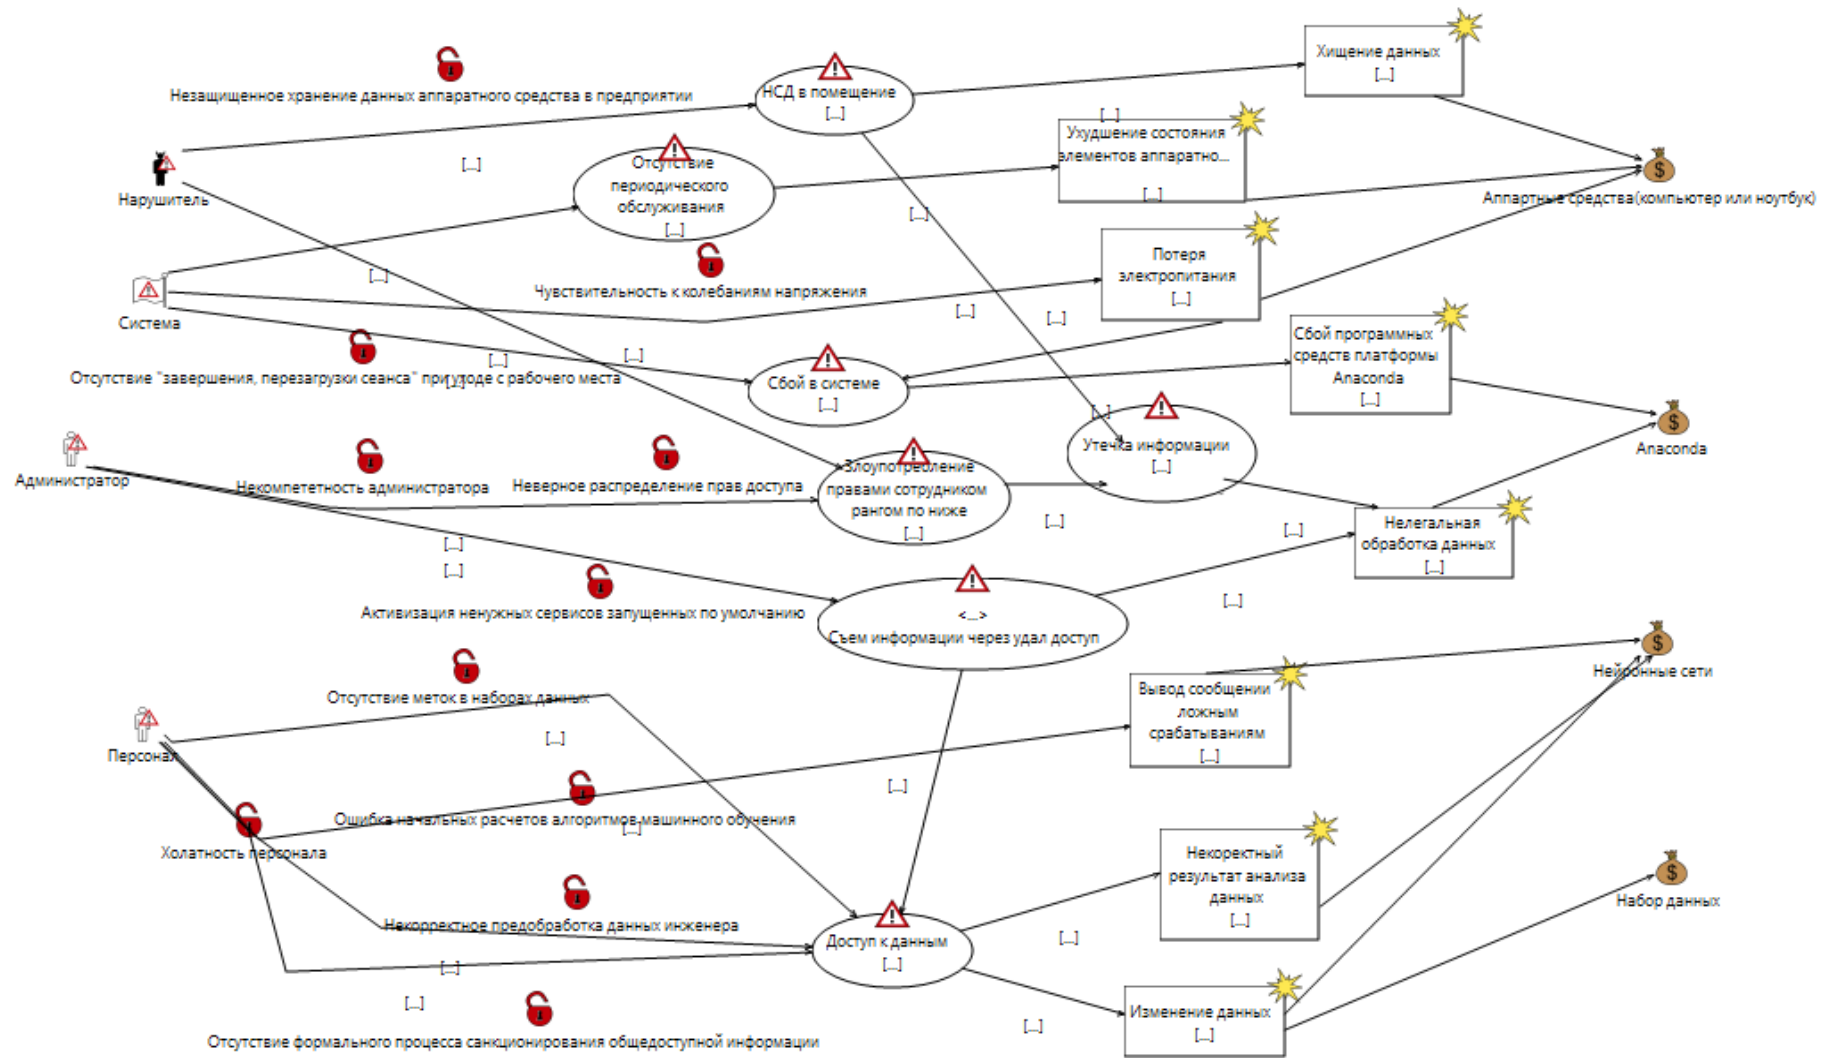 Хищение данных
[...]
НСД в помещение
[...]
Незащищенное хранение данных аппаратного средства в предприятии
[...]
Ухудшение состояния
элементов аппаратно...
[...]
[...]
Отсутствие
периодического
обслуживания
[...]
Нарушитель
Аппартные средства(компьютер или ноутбук)
[...]
[...]
Потеря
электропитания
[...]
Чувствительность к колебаниям напряжения
[...]
[...]
Система
Сбой программных
средств платформы
Anaconda
[...]
[...]
[...]
Отсутствие "завершения, перезагрузки сеанса" при уходе с рабочего места
[...]
Сбой в системе
[...]
[...]
Утечка информации
[...]
Anaconda
Администратор
Некомпететность администратора
Неверное распределение прав доступа
Злоупотребление
правами сотрудником
рангом по ниже
[...]
[...]
[...]
Нелегальная
обработка данных
[...]
[...]
[...]
[...]
Активизация ненужных сервисов запущенных по умолчанию
<...>
Съем информации через удал доступ
Нейронные сети
Отсутствие меток в наборах данных
Вывод сообщении
ложным
срабатываниям
[...]
[...]
Персонал
[...]
Ошибка начальных расчетов алгоритмов машинного обучения
[...]
Холатность персонала
Некоректный
результат анализа
данных
[...]
Набор данных
Некорректное предобработка данных инженера
Доступ к данным
[...]
[...]
[...]
[...]
Изменение данных
[...]
[...]
Отсутствие формального процесса санкционирования общедоступной информации